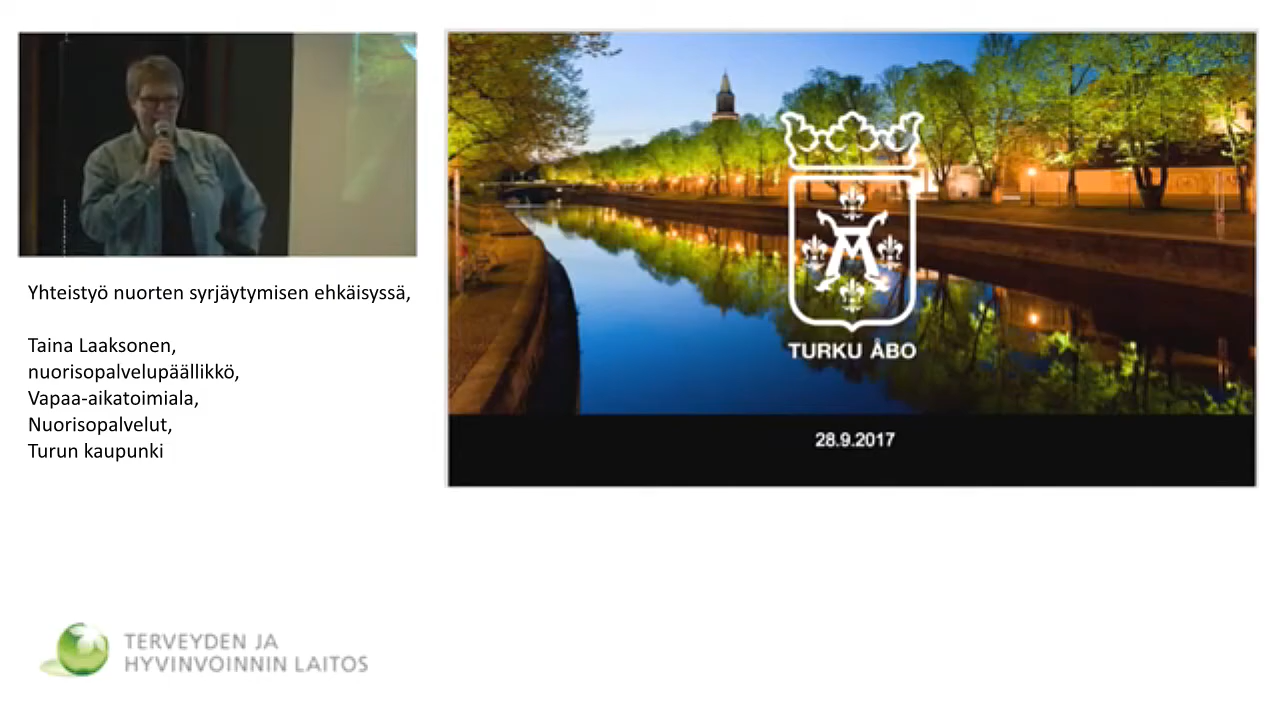 Yhteistyö nuorten syrjäytymisen ehkäisyssä,
Taina Laaksonen,
nuorisopalvelupäällikkö,
Vapaa-aikatoimiala,
Nuorisopalvelut,
Turun kaupunki
TURKU ÅBO
28.9.2017
TERVEYDEN JA
HYVINVOINNIN LAITOS